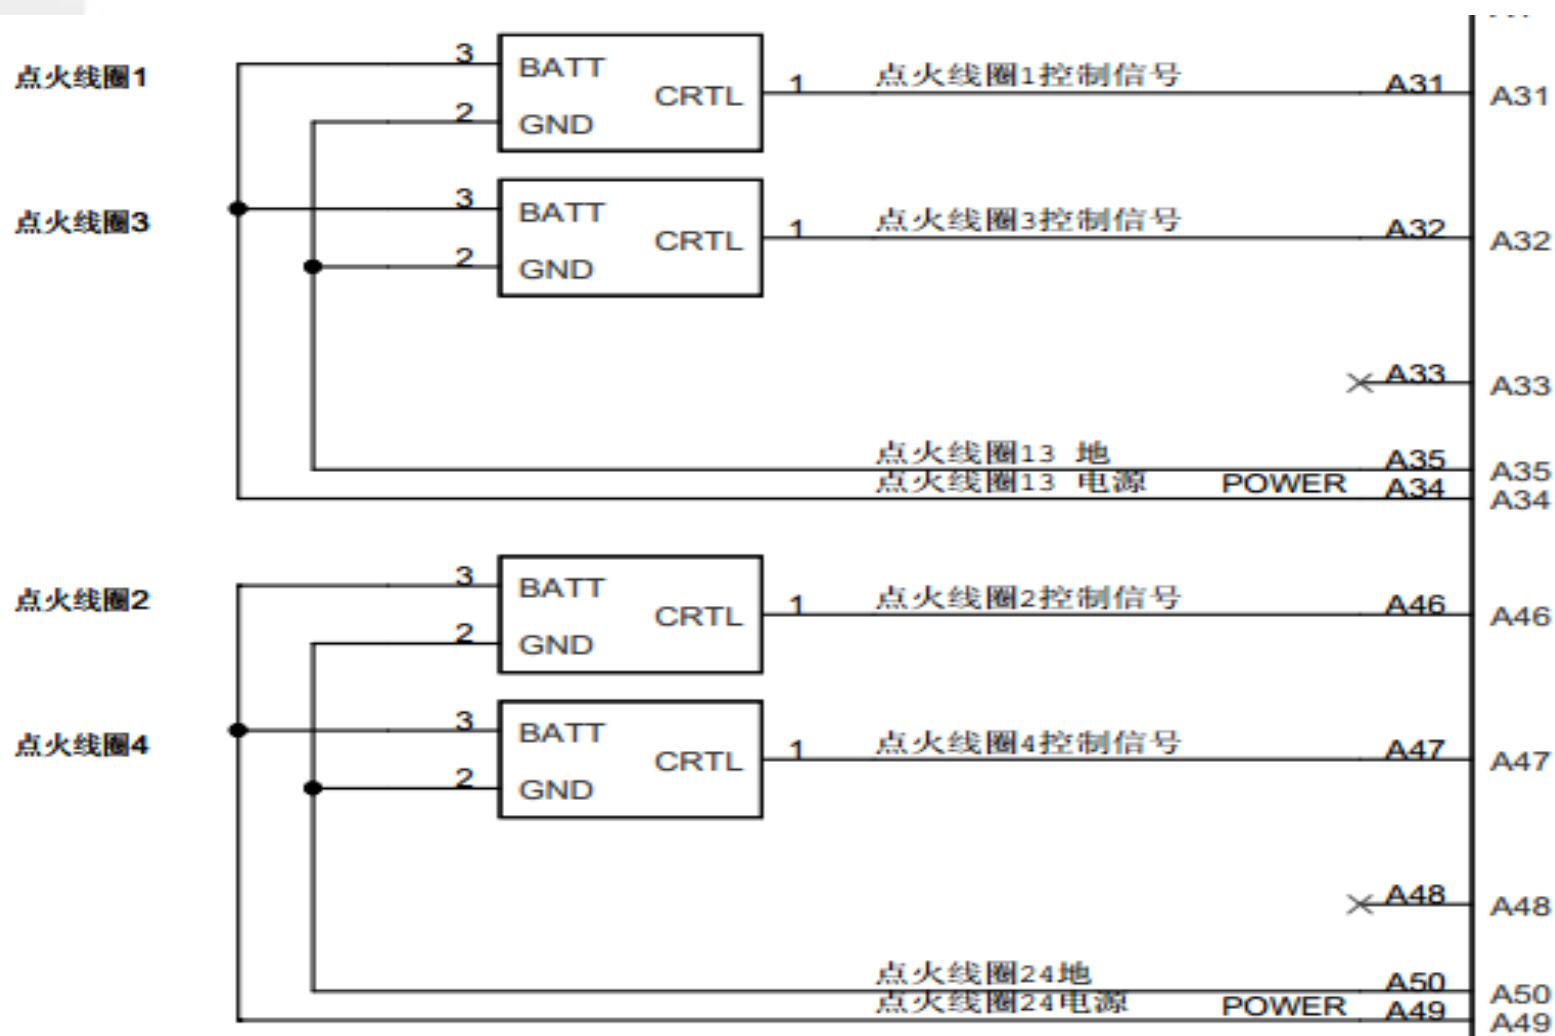 点火线圈1
3
BATT
CRTL
1
点火线圈1控制信号
A31
A31
2
GND
点火线圈3
3
BATT
CRTL
1
点火线圈3控制信号
A32
A32
2
GND
A33
A33
点火线圈13 地
A35
A35
点火线圈13 电源
POWER
A34
A34
点火线圈2
3
BATT
CRTL
1
点火线圈2控制信号
A46
A46
2
GND
点火线圈4
3
BATT
CRTL
1
点火线圈4控制信号
A47
A47
2
GND
A48
A48
点火线圈24地
A50
A50
点火线圈24电源
POWER
A49
A49